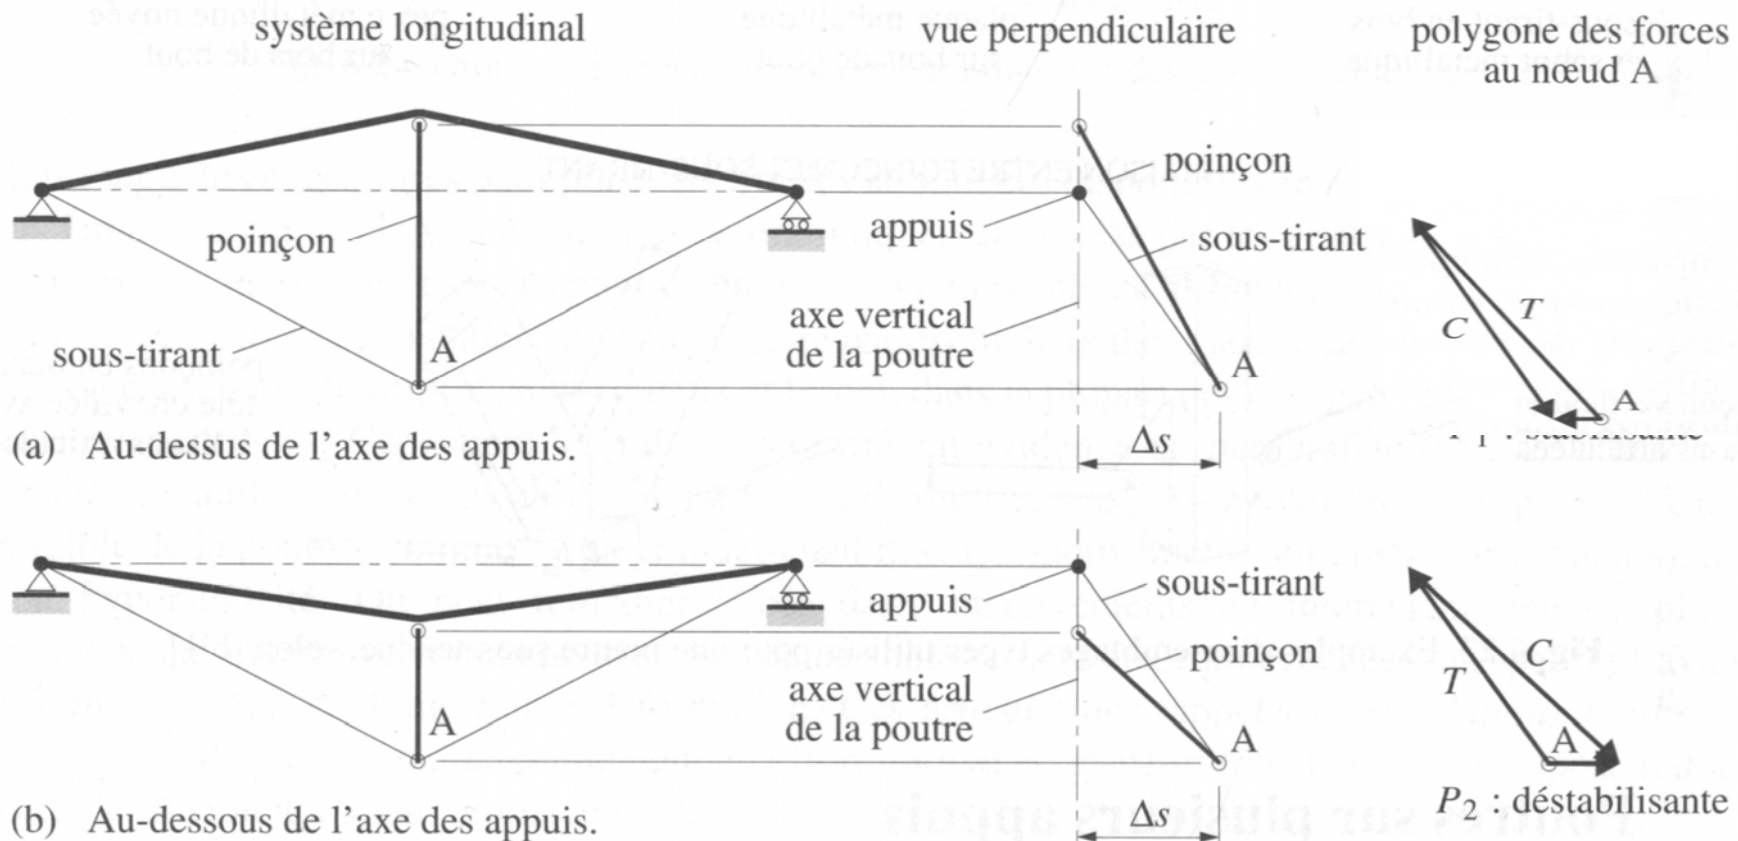 système longitudinal
vue perpendiculaire
polygone des forces
au nœud A
poinçon
appuis
sous-tirant
poinçon
sous-tirant
axe vertical
de la poutre
A
A
C
T
A
Δs
(a) Au-dessus de l'axe des appuis.
appuis
sous-tirant
poinçon
axe vertical
de la poutre
A
A
T
C
A
P2 : déstabilisante
Δs
(b) Au-dessous de l'axe des appuis.